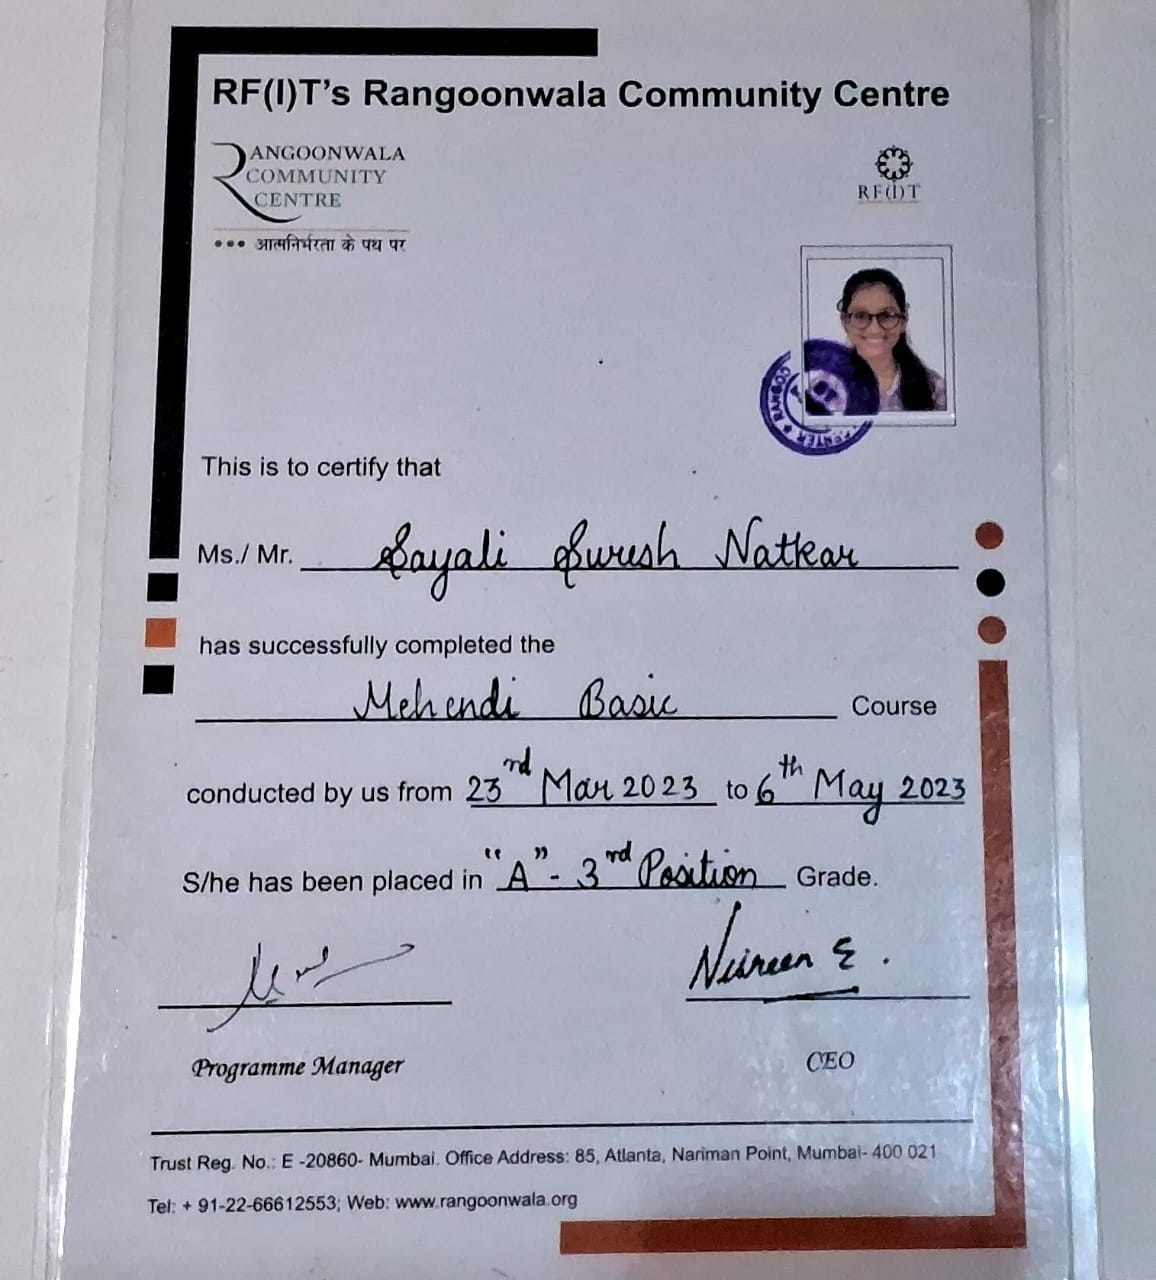 RF(I)T's Rangoonwala Community Centre
RANGOONWALA
COMMUNITY
CENTRE
आत्मनिर्भरता के पथ पर
RF(I)T
This is to certify that
Ms./ Mr. Sayali Suresh Natkar
has successfully completed the
Mehendi Basic Course
conducted by us from 23rd Mar 2023 to 6th May 2023
S/he has been placed in "A" - 3rd Position Grade.
Programme Manager
CEO
Trust Reg. No.: E -20860- Mumbai. Office Address: 85, Atlanta, Nariman Point, Mumbai- 400 021
Tel: + 91-22-66612553; Web: www.rangoonwala.org